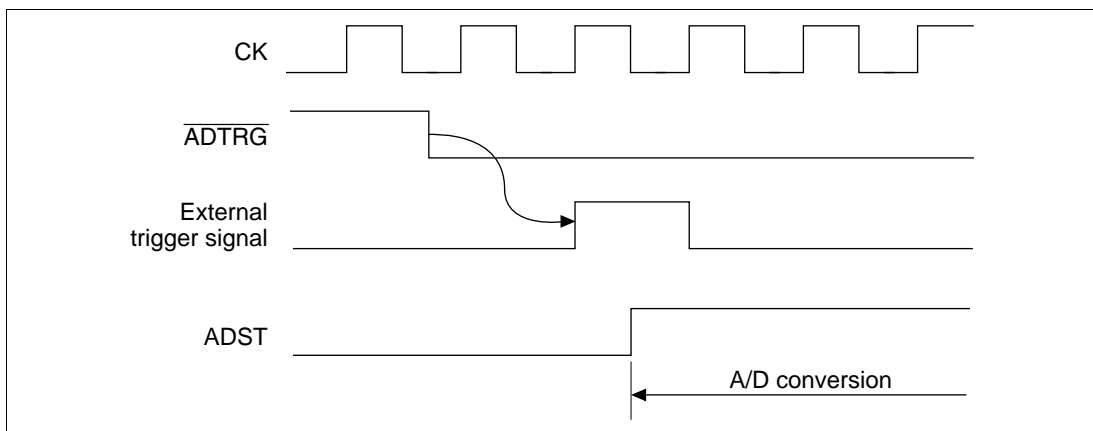 CK
ADTRG
External
trigger signal
ADST
A/D conversion